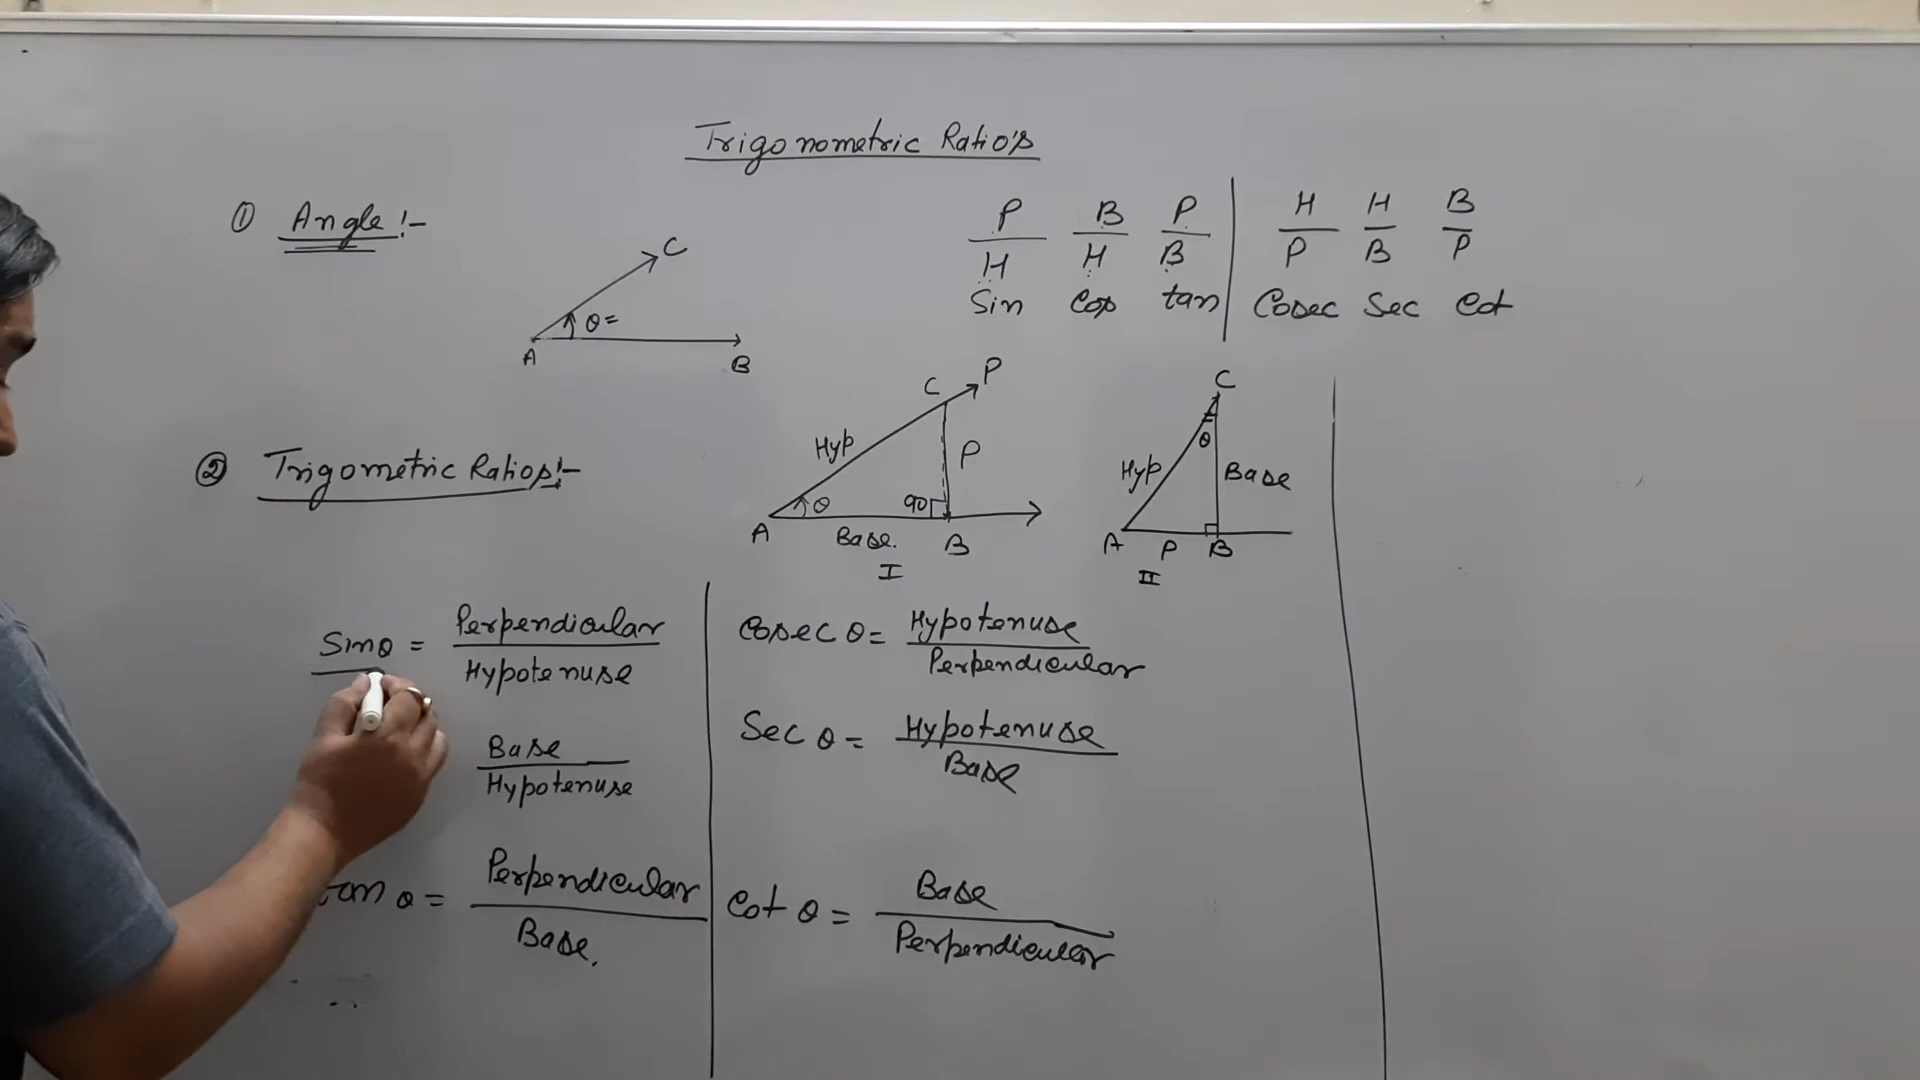 Trigonometric Ratio's
① Angle :-
P B P H H B
H H B P B P
Sin Cos tan Cosec Sec Cot
C
θ=
A B
② Trigometric Ratios:-
C P
Hyp P
θ 90
A Base. B
I
C
θ
Hyp Base
A P B
II
Sinθ = Perpendicular
Hypotenuse
Base
Hypotenuse
tan θ = Perpendicular
Base.
Cosec θ = Hypotenuse
Perpendicular
Sec θ = Hypotenuse
Base
Cot θ = Base
Perpendicular